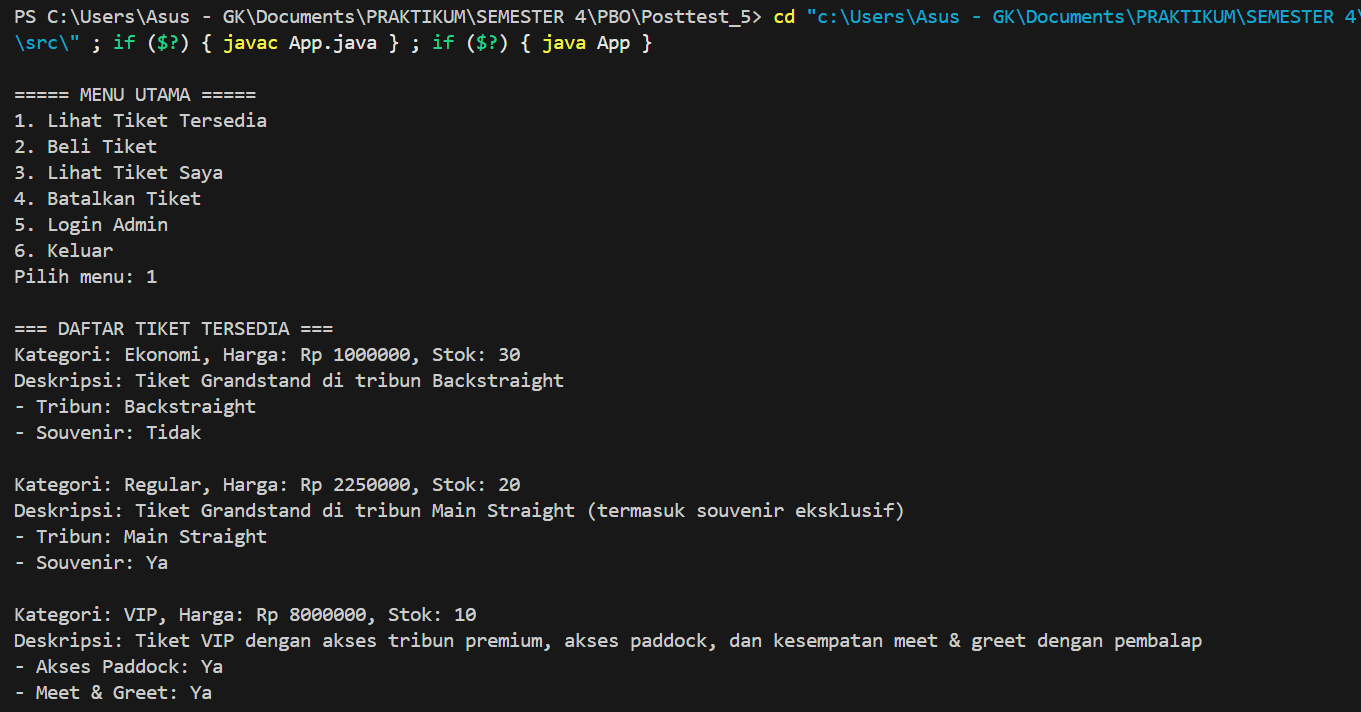 PS C:\Users\Asus - GK\Documents\PRAKTIKUM\SEMESTER 4\PBO\Posttest_5> cd "c:\Users\Asus - GK\Documents\PRAKTIKUM\SEMESTER 4\
\src\" ; if ($?) { javac App.java } ; if ($?) { java App }
===== MENU UTAMA =====
1. Lihat Tiket Tersedia
2. Beli Tiket
3. Lihat Tiket Saya
4. Batalkan Tiket
5. Login Admin
6. Keluar
Pilih menu: 1
=== DAFTAR TIKET TERSEDIA ===
Kategori: Ekonomi, Harga: Rp 1000000, Stok: 30
Deskripsi: Tiket Grandstand di tribun Backstraight
- Tribun: Backstraight
- Souvenir: Tidak
Kategori: Regular, Harga: Rp 2250000, Stok: 20
Deskripsi: Tiket Grandstand di tribun Main Straight (termasuk souvenir eksklusif)
- Tribun: Main Straight
- Souvenir: Ya
Kategori: VIP, Harga: Rp 8000000, Stok: 10
Deskripsi: Tiket VIP dengan akses tribun premium, akses paddock, dan kesempatan meet & greet dengan pembalap
- Akses Paddock: Ya
- Meet & Greet: Ya